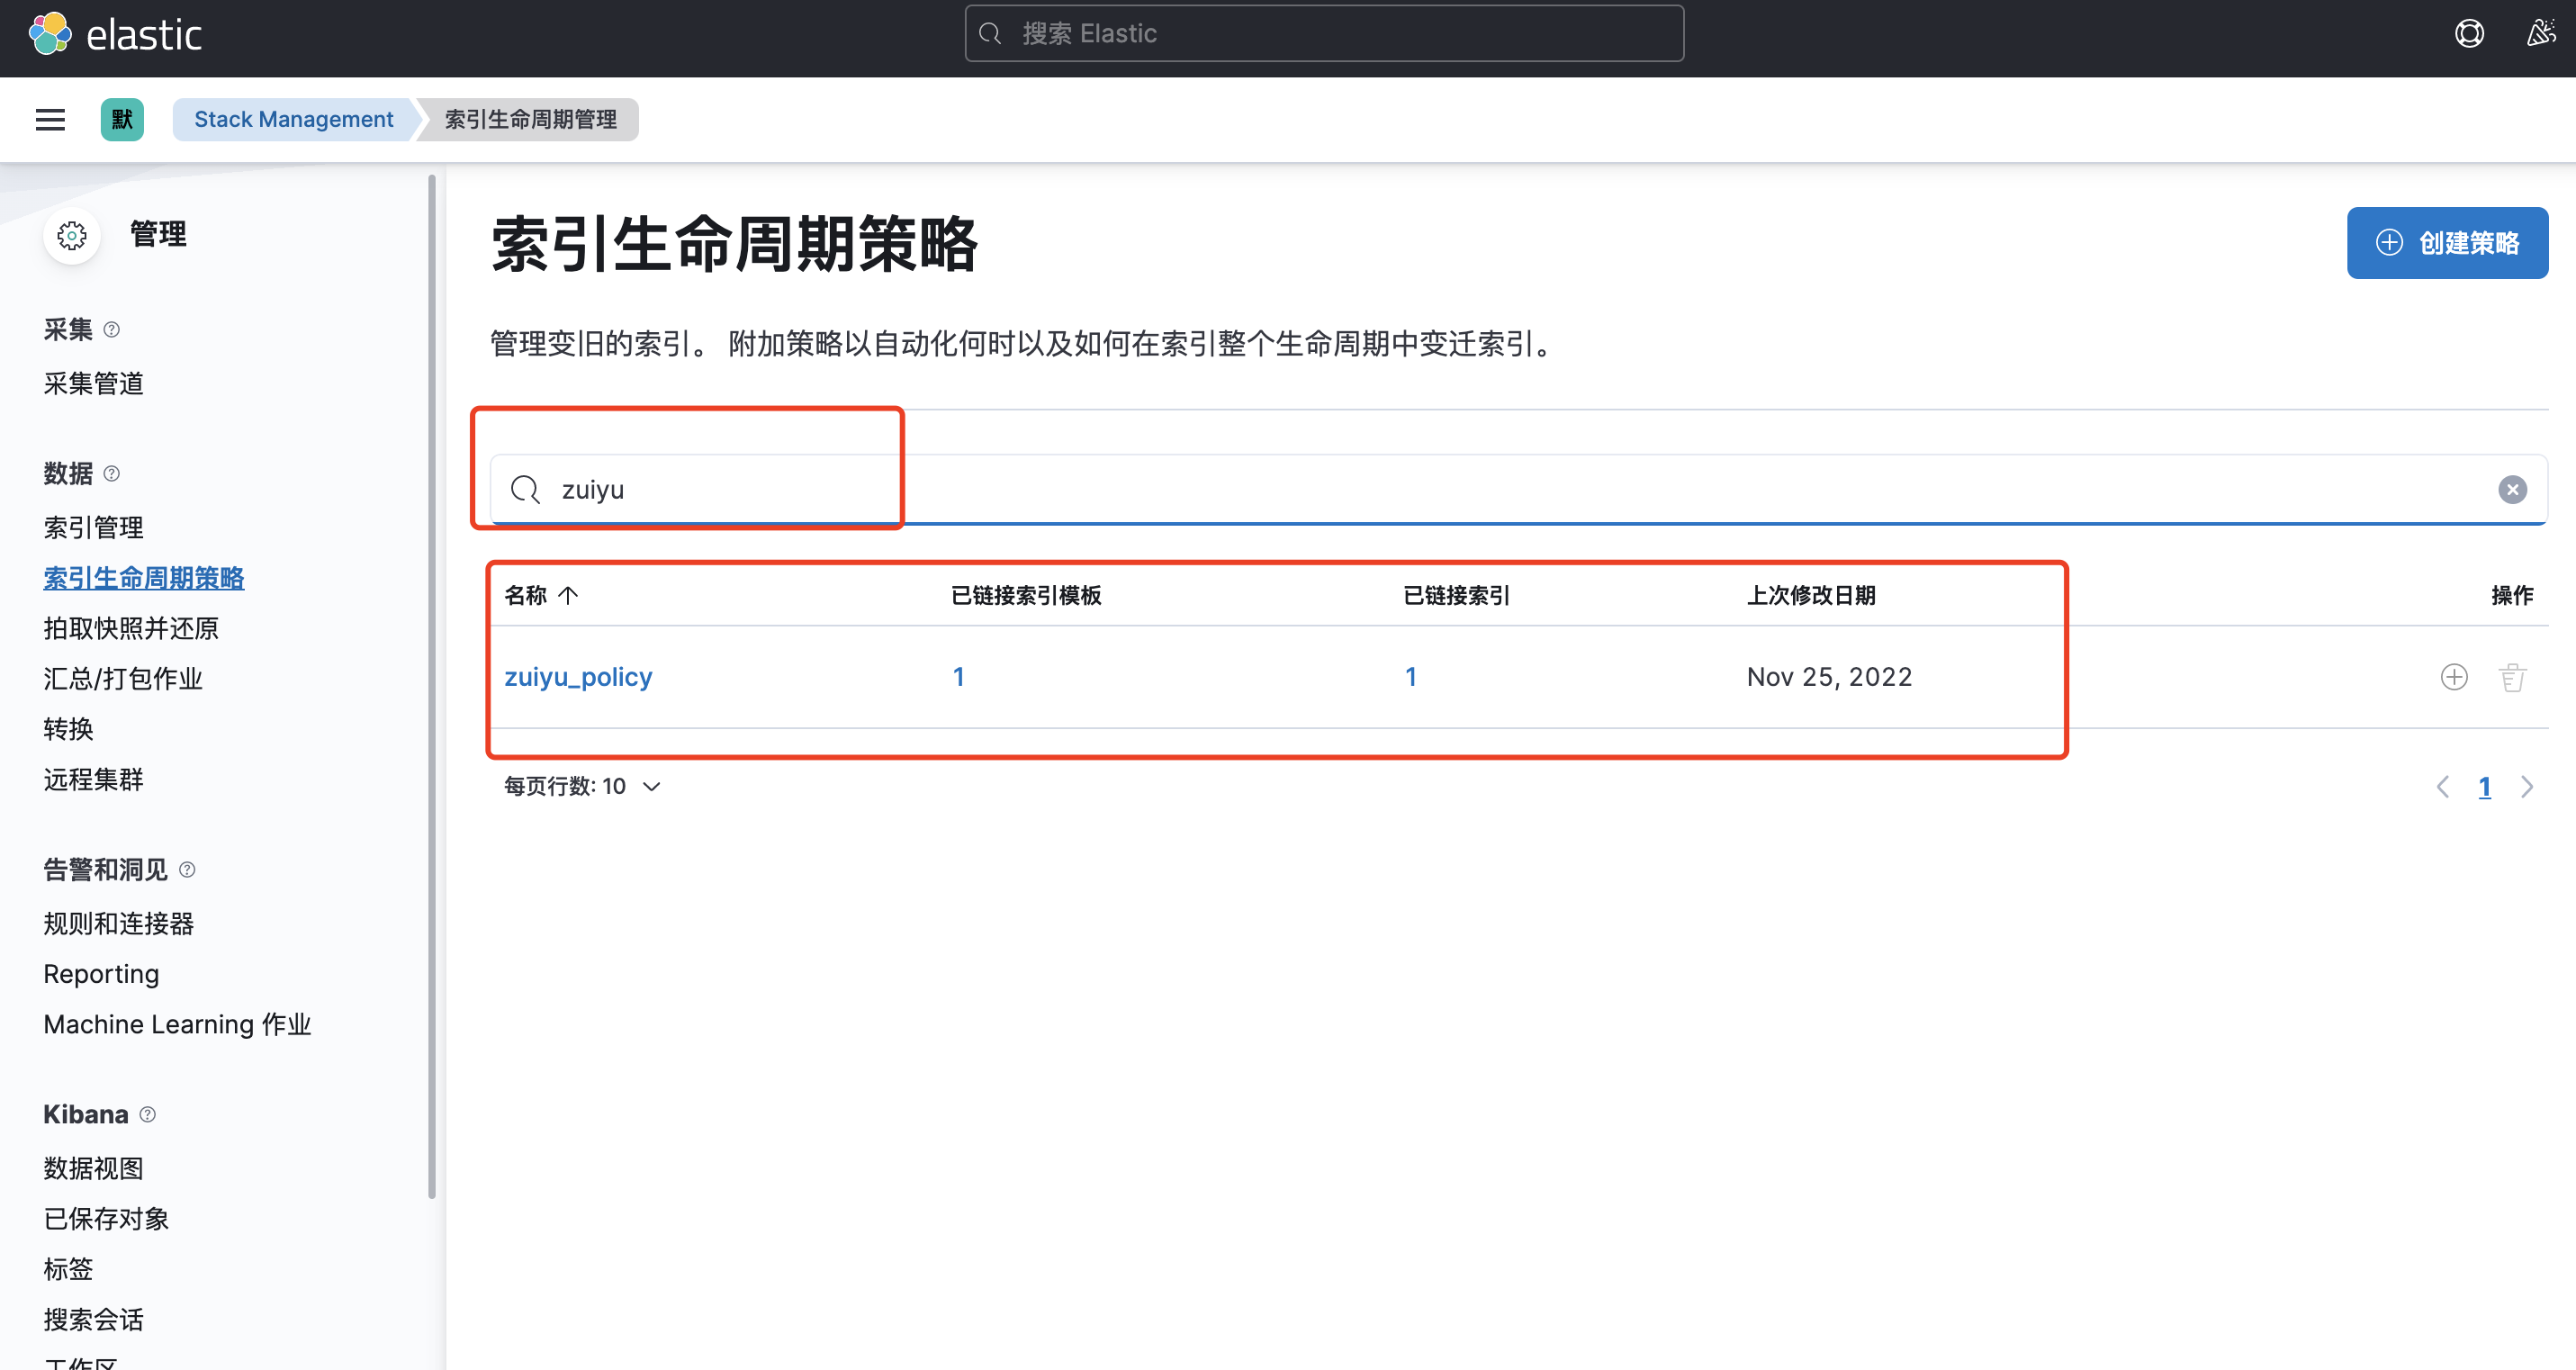 elastic
搜索 Elastic
默
Stack Management
索引生命周期管理
管理
采集
采集管道
数据
索引管理
索引生命周期策略
拍取快照并还原
汇总/打包作业
转换
远程集群
告警和洞见
规则和连接器
Reporting
Machine Learning 作业
Kibana
数据视图
已保存对象
标签
搜索会话
工作区
索引生命周期策略
创建策略
管理变旧的索引。 附加策略以自动化何时以及如何在索引整个生命周期中变迁索引。
zuiyu
名称 已链接索引模板 已链接索引 上次修改日期 操作
zuiyu_policy 1 1 Nov 25, 2022
每页行数: 10
1